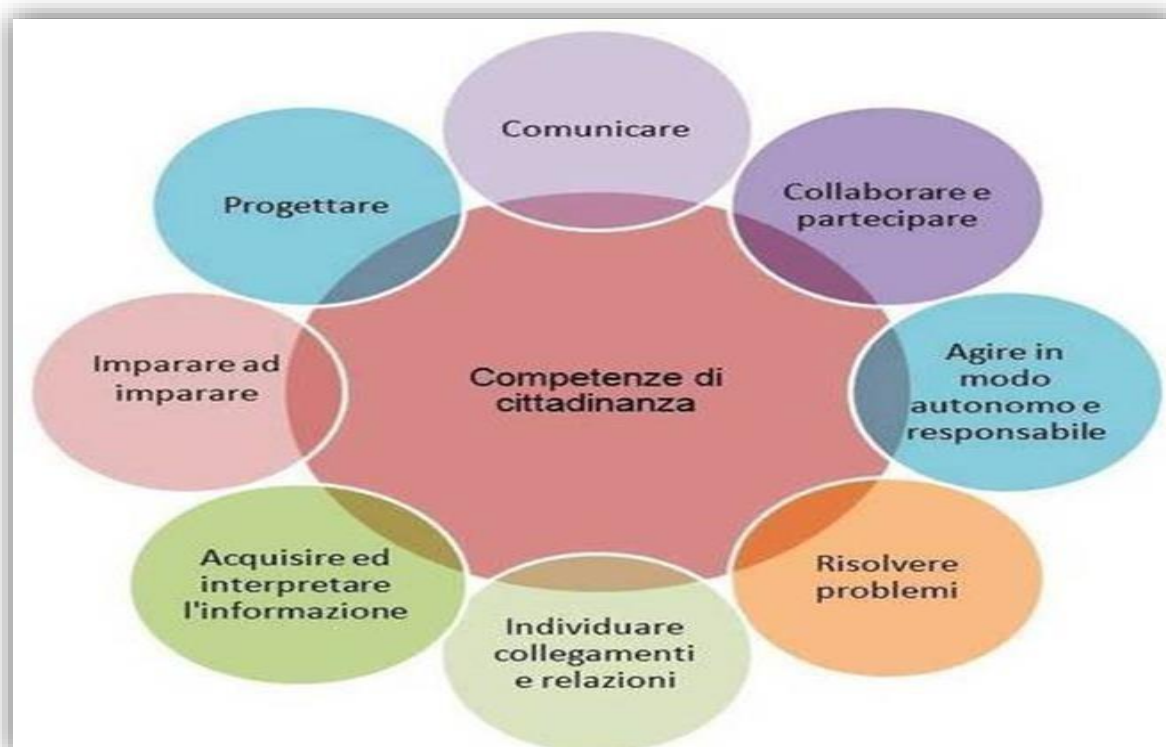 Comunicare
Collaborare e
partecipare
Agire in
modo
autonomo e
responsabile
Risolvere
problemi
Individuare
collegamenti
e relazioni
Acquisire ed
interpretare
l'informazione
Imparare ad
imparare
Progettare
Competenze di
cittadinanza